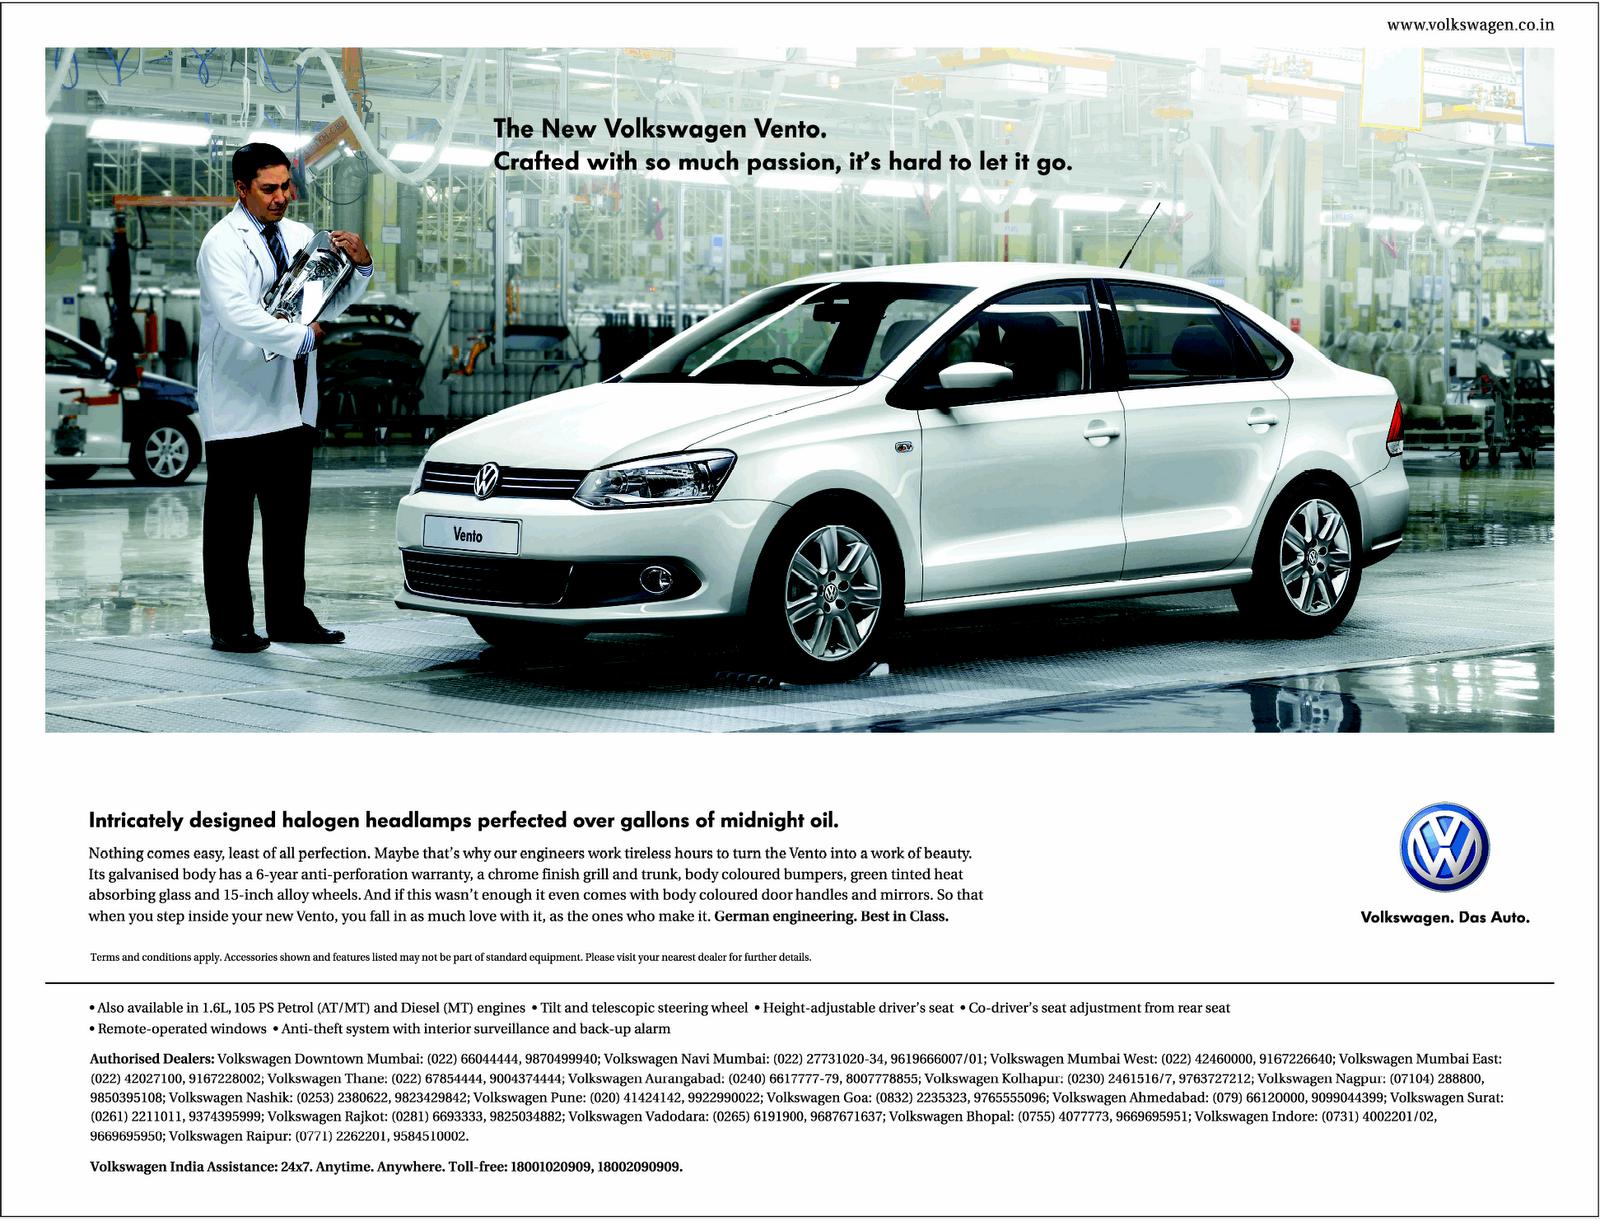 www.volkswagen.co.in
The New Volkswagen Vento.
Crafted with so much passion, it's hard to let it go.
Vento
Intricately designed halogen headlamps perfected over gallons of midnight oil.
Nothing comes easy, least of all perfection. Maybe that's why our engineers work tireless hours to turn the Vento into a work of beauty.
Its galvanised body has a 6-year anti-perforation warranty, a chrome finish grill and trunk, body coloured bumpers, green tinted heat
absorbing glass and 15-inch alloy wheels. And if this wasn't enough it even comes with body coloured door handles and mirrors. So that
when you step inside your new Vento, you fall in as much love with it, as the ones who make it. German engineering. Best in Class.
Volkswagen. Das Auto.
Terms and conditions apply. Accessories shown and features listed may not be part of standard equipment. Please visit your nearest dealer for further details.
• Also available in 1.6L, 105 PS Petrol (AT/MT) and Diesel (MT) engines • Tilt and telescopic steering wheel • Height-adjustable driver's seat • Co-driver's seat adjustment from rear seat
• Remote-operated windows • Anti-theft system with interior surveillance and back-up alarm
Authorised Dealers: Volkswagen Downtown Mumbai: (022) 66044444, 9870499940; Volkswagen Navi Mumbai: (022) 27731020-34, 9619666007/01; Volkswagen Mumbai West: (022) 42460000, 9167226640; Volkswagen Mumbai East:
(022) 42027100, 9167228002; Volkswagen Thane: (022) 67854444, 9004374444; Volkswagen Aurangabad: (0240) 6617777-79, 8007778855; Volkswagen Kolhapur: (0230) 2461516/7, 9763727212; Volkswagen Nagpur: (07104) 288800,
9850395108; Volkswagen Nashik: (0253) 2380622, 9823429842; Volkswagen Pune: (020) 41424142, 9922990022; Volkswagen Goa: (0832) 2235323, 9765555096; Volkswagen Ahmedabad: (079) 66120000, 9099044399; Volkswagen Surat:
(0261) 2211011, 9374395999; Volkswagen Rajkot: (0281) 6693333, 9825034882; Volkswagen Vadodara: (0265) 6191900, 9687671637; Volkswagen Bhopal: (0755) 4077773, 9669695951; Volkswagen Indore: (0731) 4002201/02,
9669695950; Volkswagen Raipur: (0771) 2262201, 9584510002.
Volkswagen India Assistance: 24x7. Anytime. Anywhere. Toll-free: 18001020909, 18002090909.